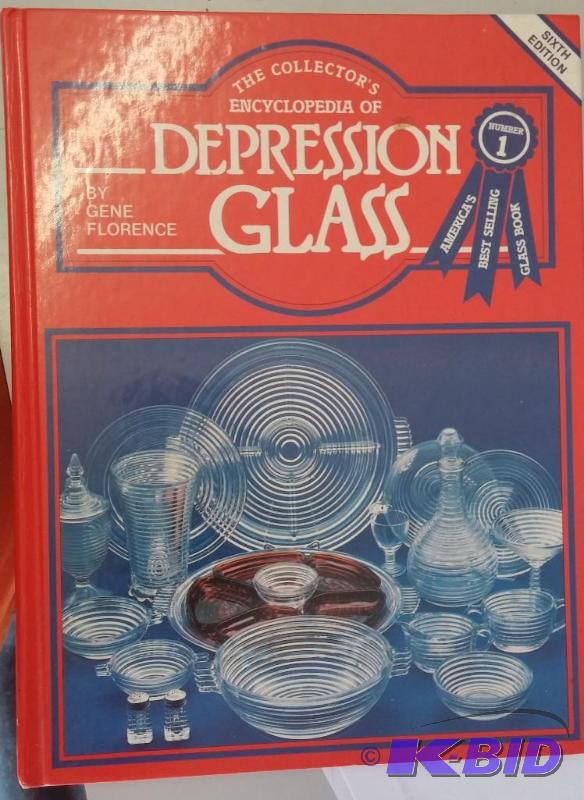 SIXTH
EDITION
THE COLLECTOR'S
ENCYCLOPEDIA OF
DEPRESSION
GLASS
BY
GENE
FLORENCE
NUMBER
1
AMERICA'S
BEST SELLING
GLASS BOOK
© K-BID